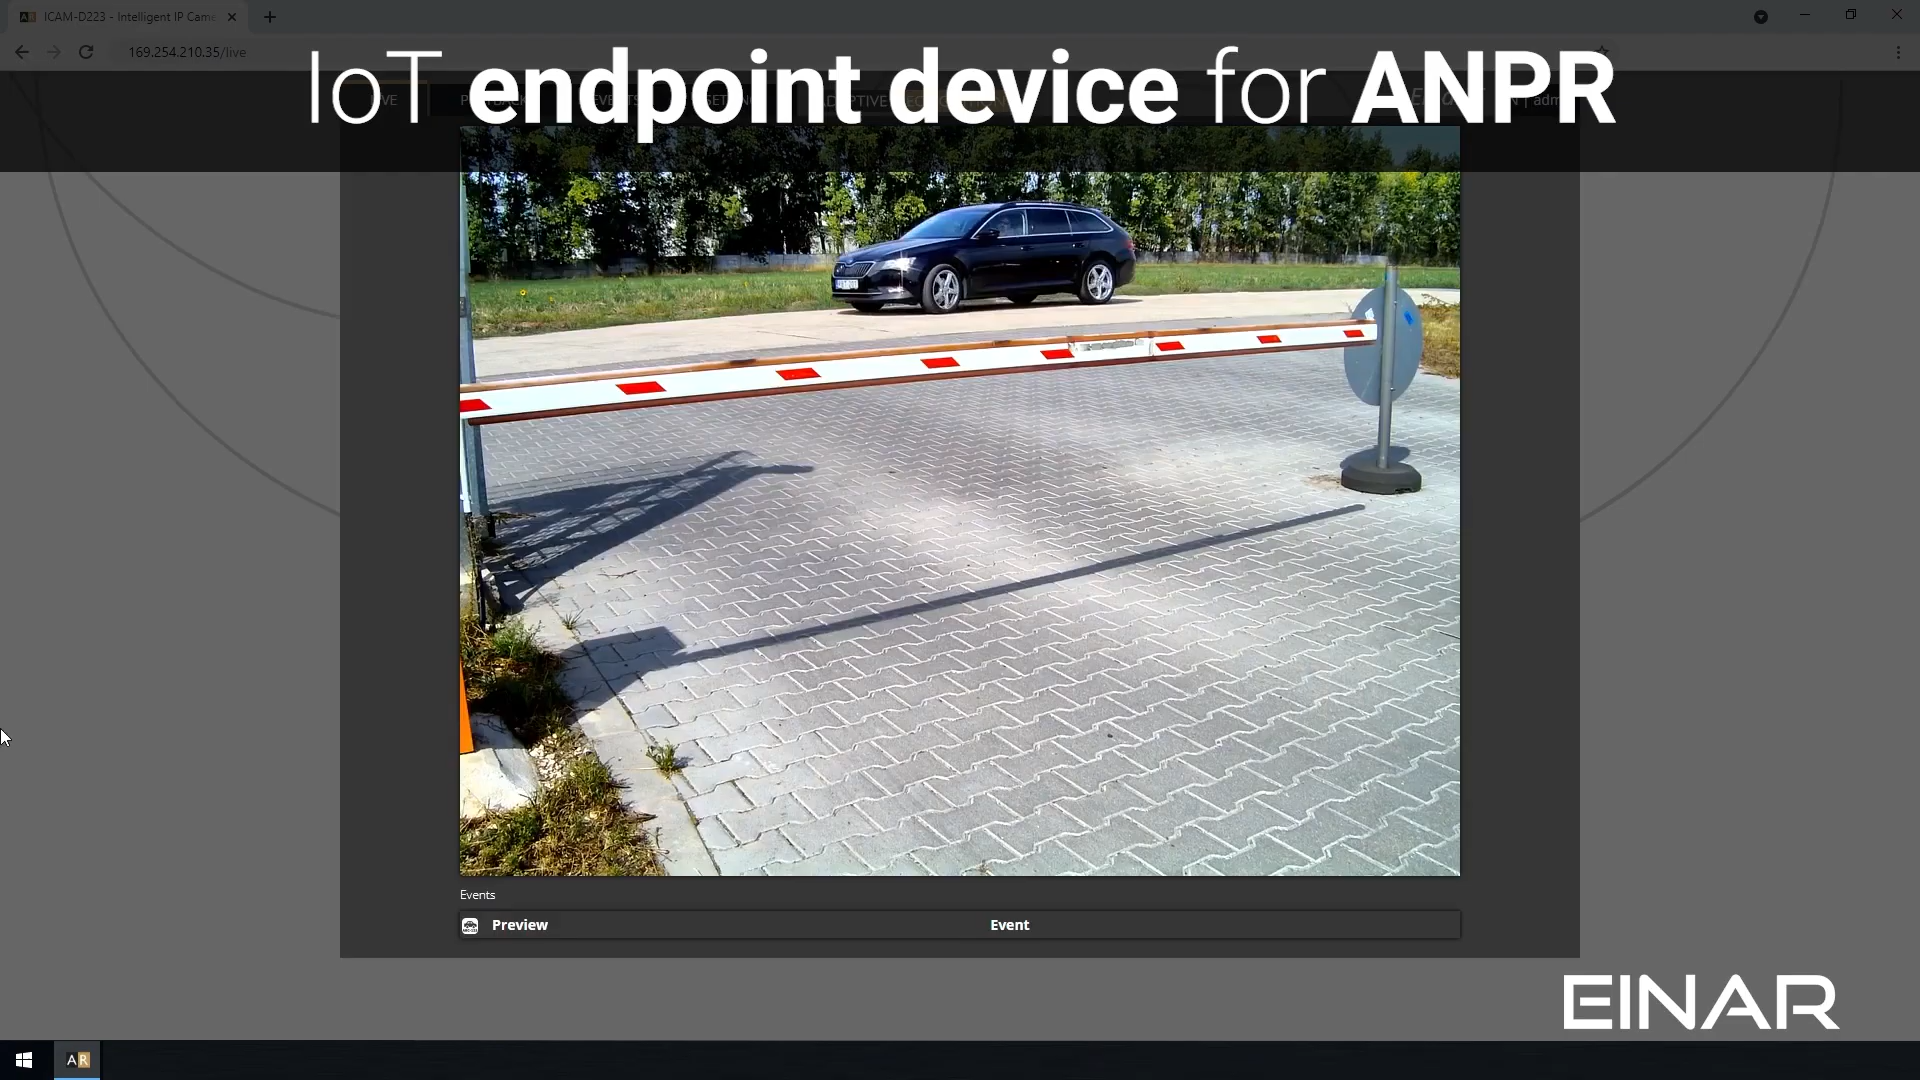 ICAM-D223 - Intelligent IP Came
169.254.210.35/live
IoT endpoint device for ANPR
Events
Preview
Event
EINAR
AR